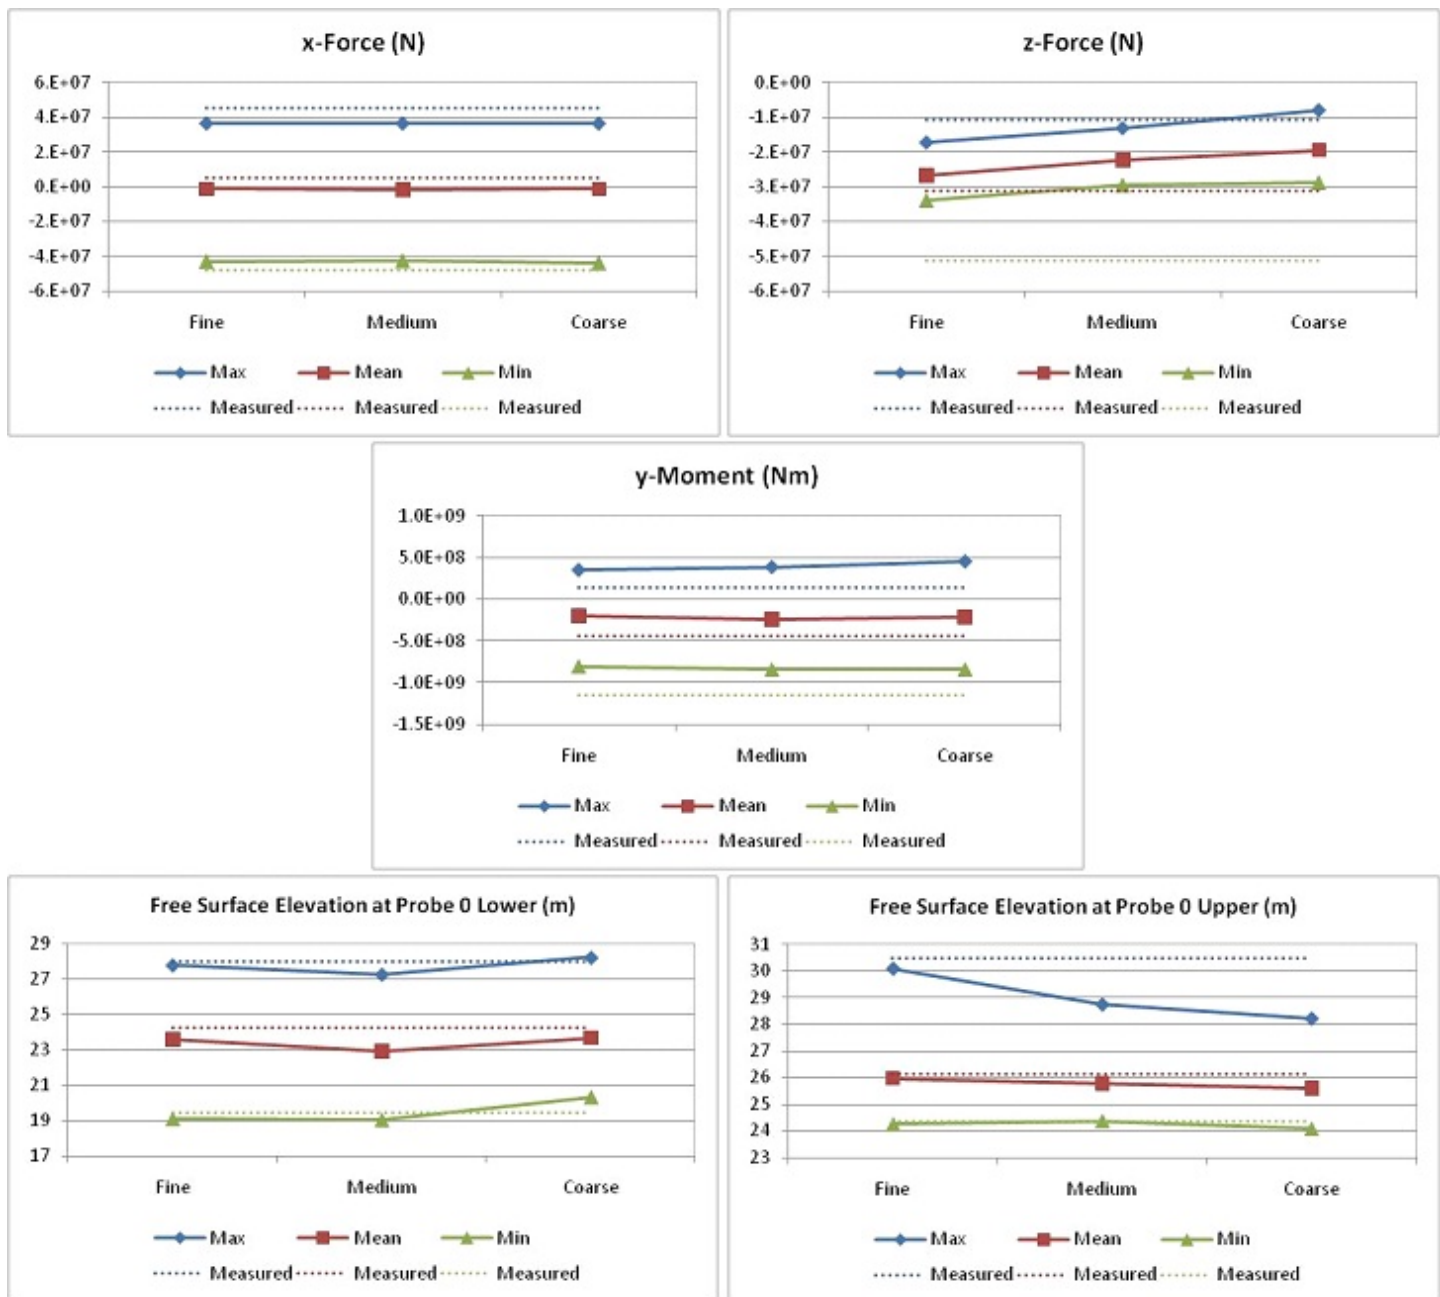 x-Force (N)
6.E+07
4.E+07
2.E+07
0.E+00
-2.E+07
-4.E+07
-6.E+07
Fine Medium Coarse
Max Mean Min
Measured Measured Measured
z-Force (N)
0.E+00
-1.E+07
-2.E+07
-3.E+07
-4.E+07
-5.E+07
-6.E+07
Fine Medium Coarse
Max Mean Min
Measured Measured Measured
y-Moment (Nm)
1.0E+09
5.0E+08
0.0E+00
-5.0E+08
-1.0E+09
-1.5E+09
Fine Medium Coarse
Max Mean Min
Measured Measured Measured
Free Surface Elevation at Probe 0 Lower (m)
29
27
25
23
21
19
17
Fine Medium Coarse
Max Mean Min
Measured Measured Measured
Free Surface Elevation at Probe 0 Upper (m)
31
30
29
28
27
26
25
24
23
Fine Medium Coarse
Max Mean Min
Measured Measured Measured